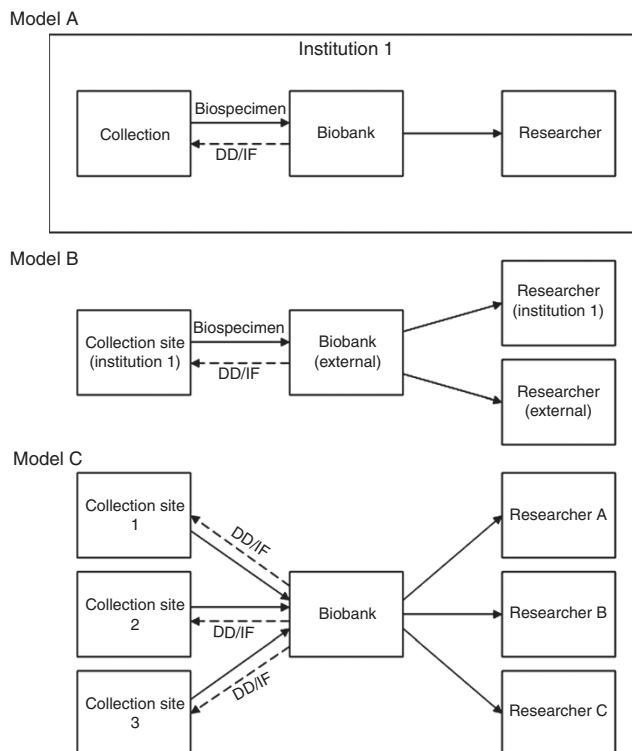 Model A
Institution 1
Collection
Biospecimen
DD/IF
Biobank
Researcher
Model B
Collection site
(institution 1)
Biospecimen
DD/IF
Biobank
(external)
Researcher
(institution 1)
Researcher
(external)
Model C
Collection site
1
DD/IF
Collection site
2
DD/IF
Collection site
3
DD/IF
Biobank
Researcher A
Researcher B
Researcher C